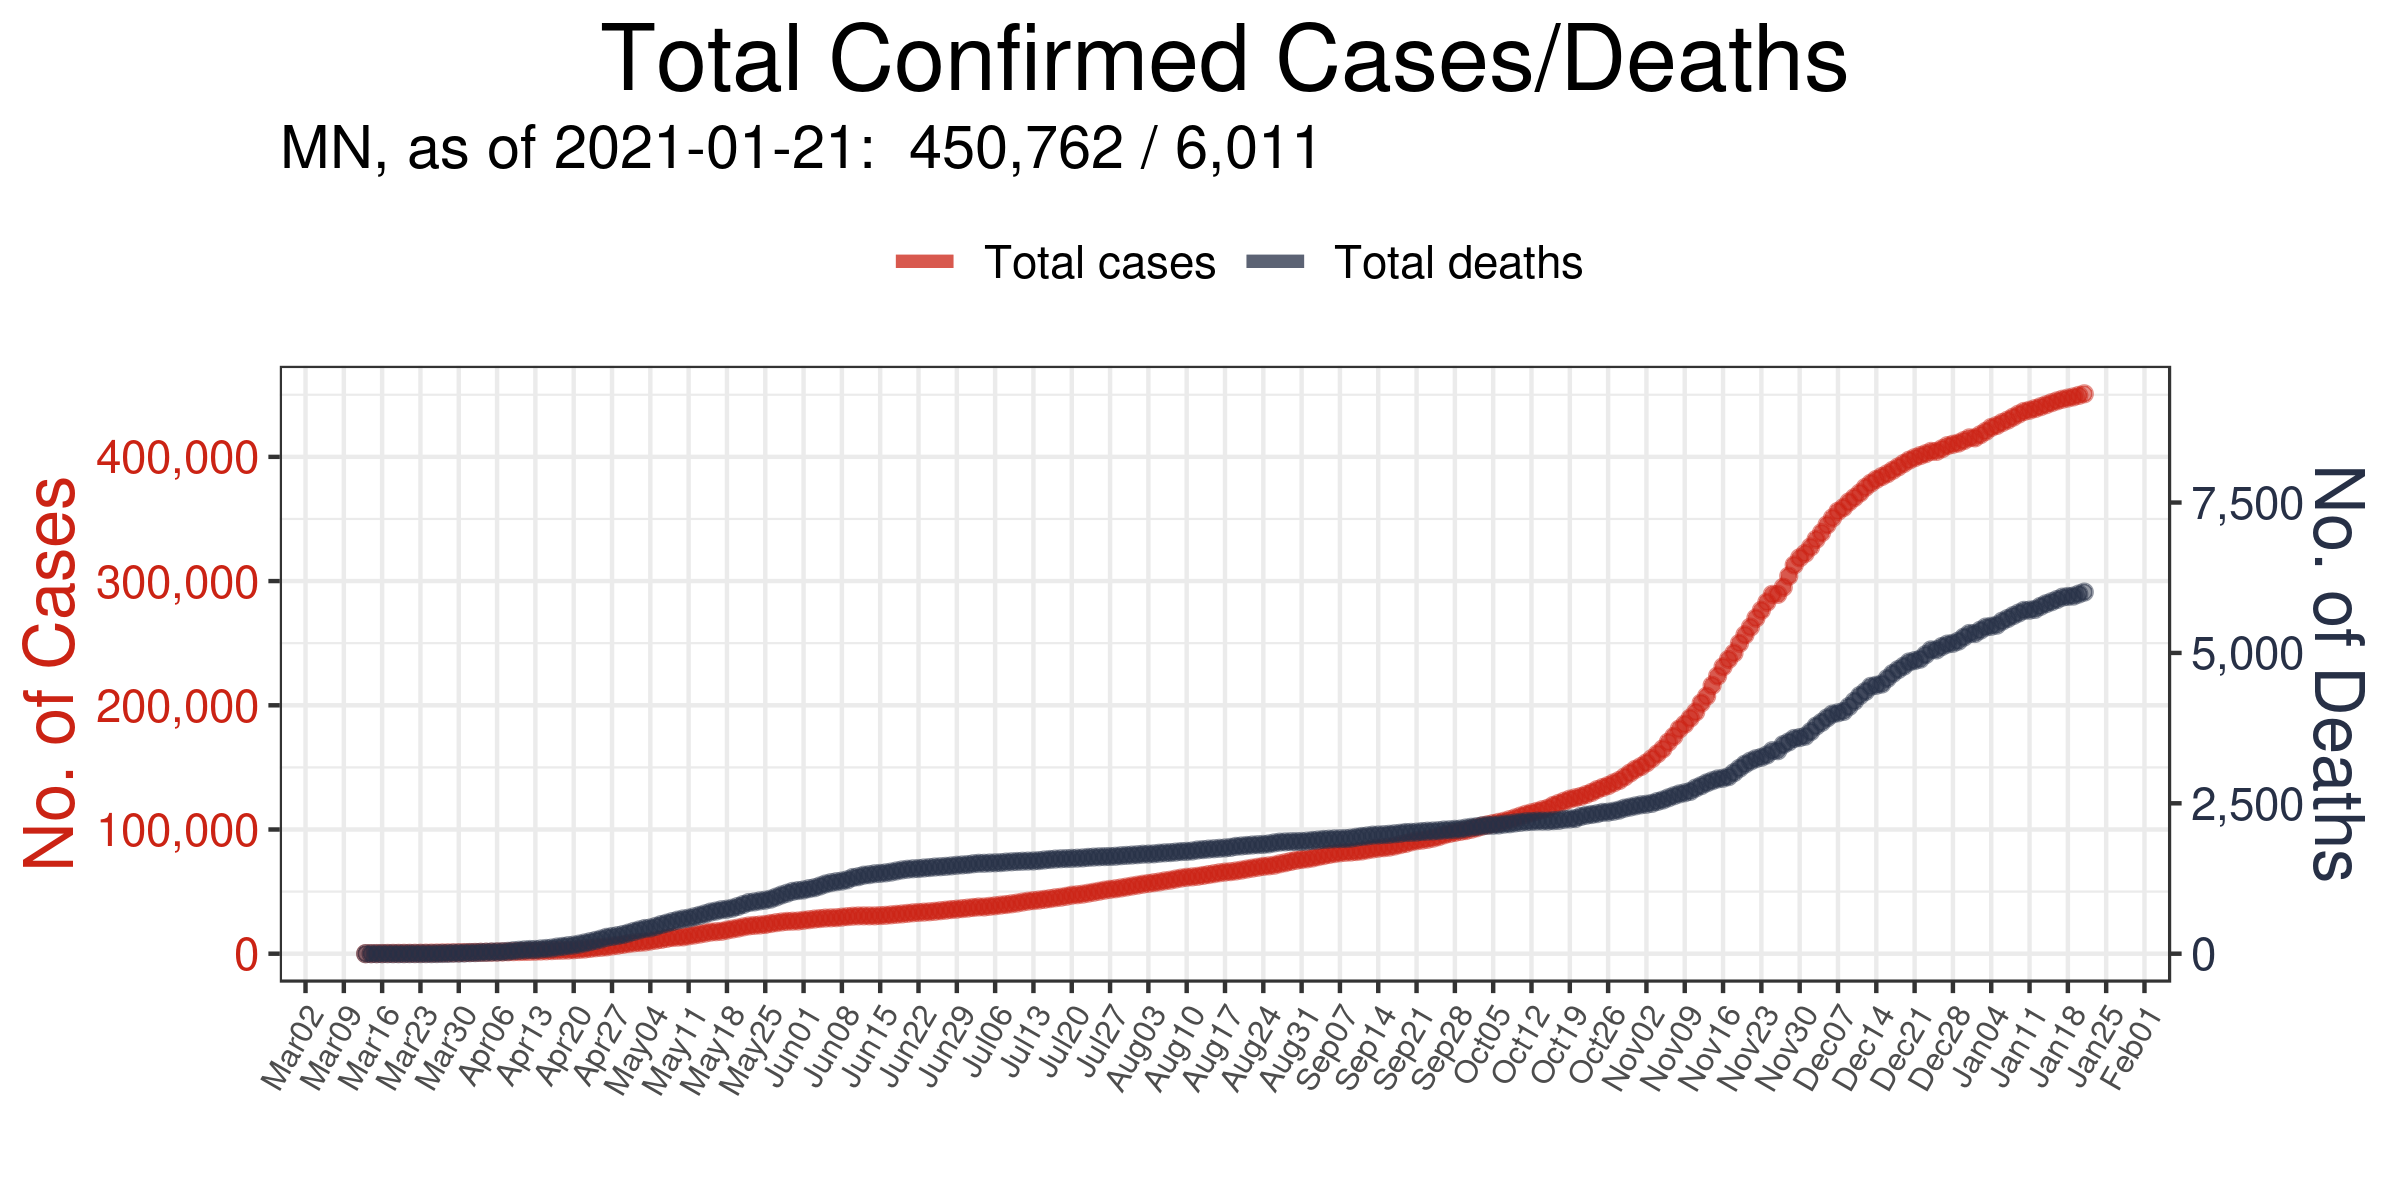 Total Confirmed Cases/Deaths
MN, as of 2021-01-21:  450,762 / 6,011
Total cases
Total deaths
No. of Cases
400,000
300,000
200,000
100,000
0
7,500
5,000
2,500
0
No. of Deaths
Mar02
Mar09
Mar16
Mar23
Mar30
Apr06
Apr13
Apr20
Apr27
May04
May11
May18
May25
Jun01
Jun08
Jun15
Jun22
Jun29
Jul06
Jul13
Jul20
Jul27
Aug03
Aug10
Aug17
Aug24
Aug31
Sep07
Sep14
Sep21
Sep28
Oct05
Oct12
Oct19
Oct26
Nov02
Nov09
Nov16
Nov23
Nov30
Dec07
Dec14
Dec21
Dec28
Jan04
Jan11
Jan18
Jan25
Feb01